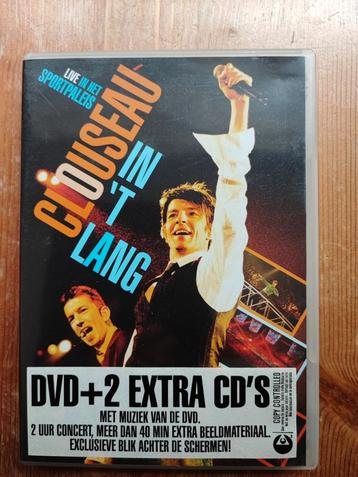 LIVE IN HET
SPORTPALEIS
CLOUSEAU
IN
'T
LANG
DVD+2 EXTRA CD'S
MET MUZIEK VAN DE DVD.
2 UUR CONCERT, MEER DAN 40 MIN EXTRA BEELDMATERIAAL.
EXCLUSIEVE BLIK ACHTER DE SCHERMEN!
COPY CONTROLLED